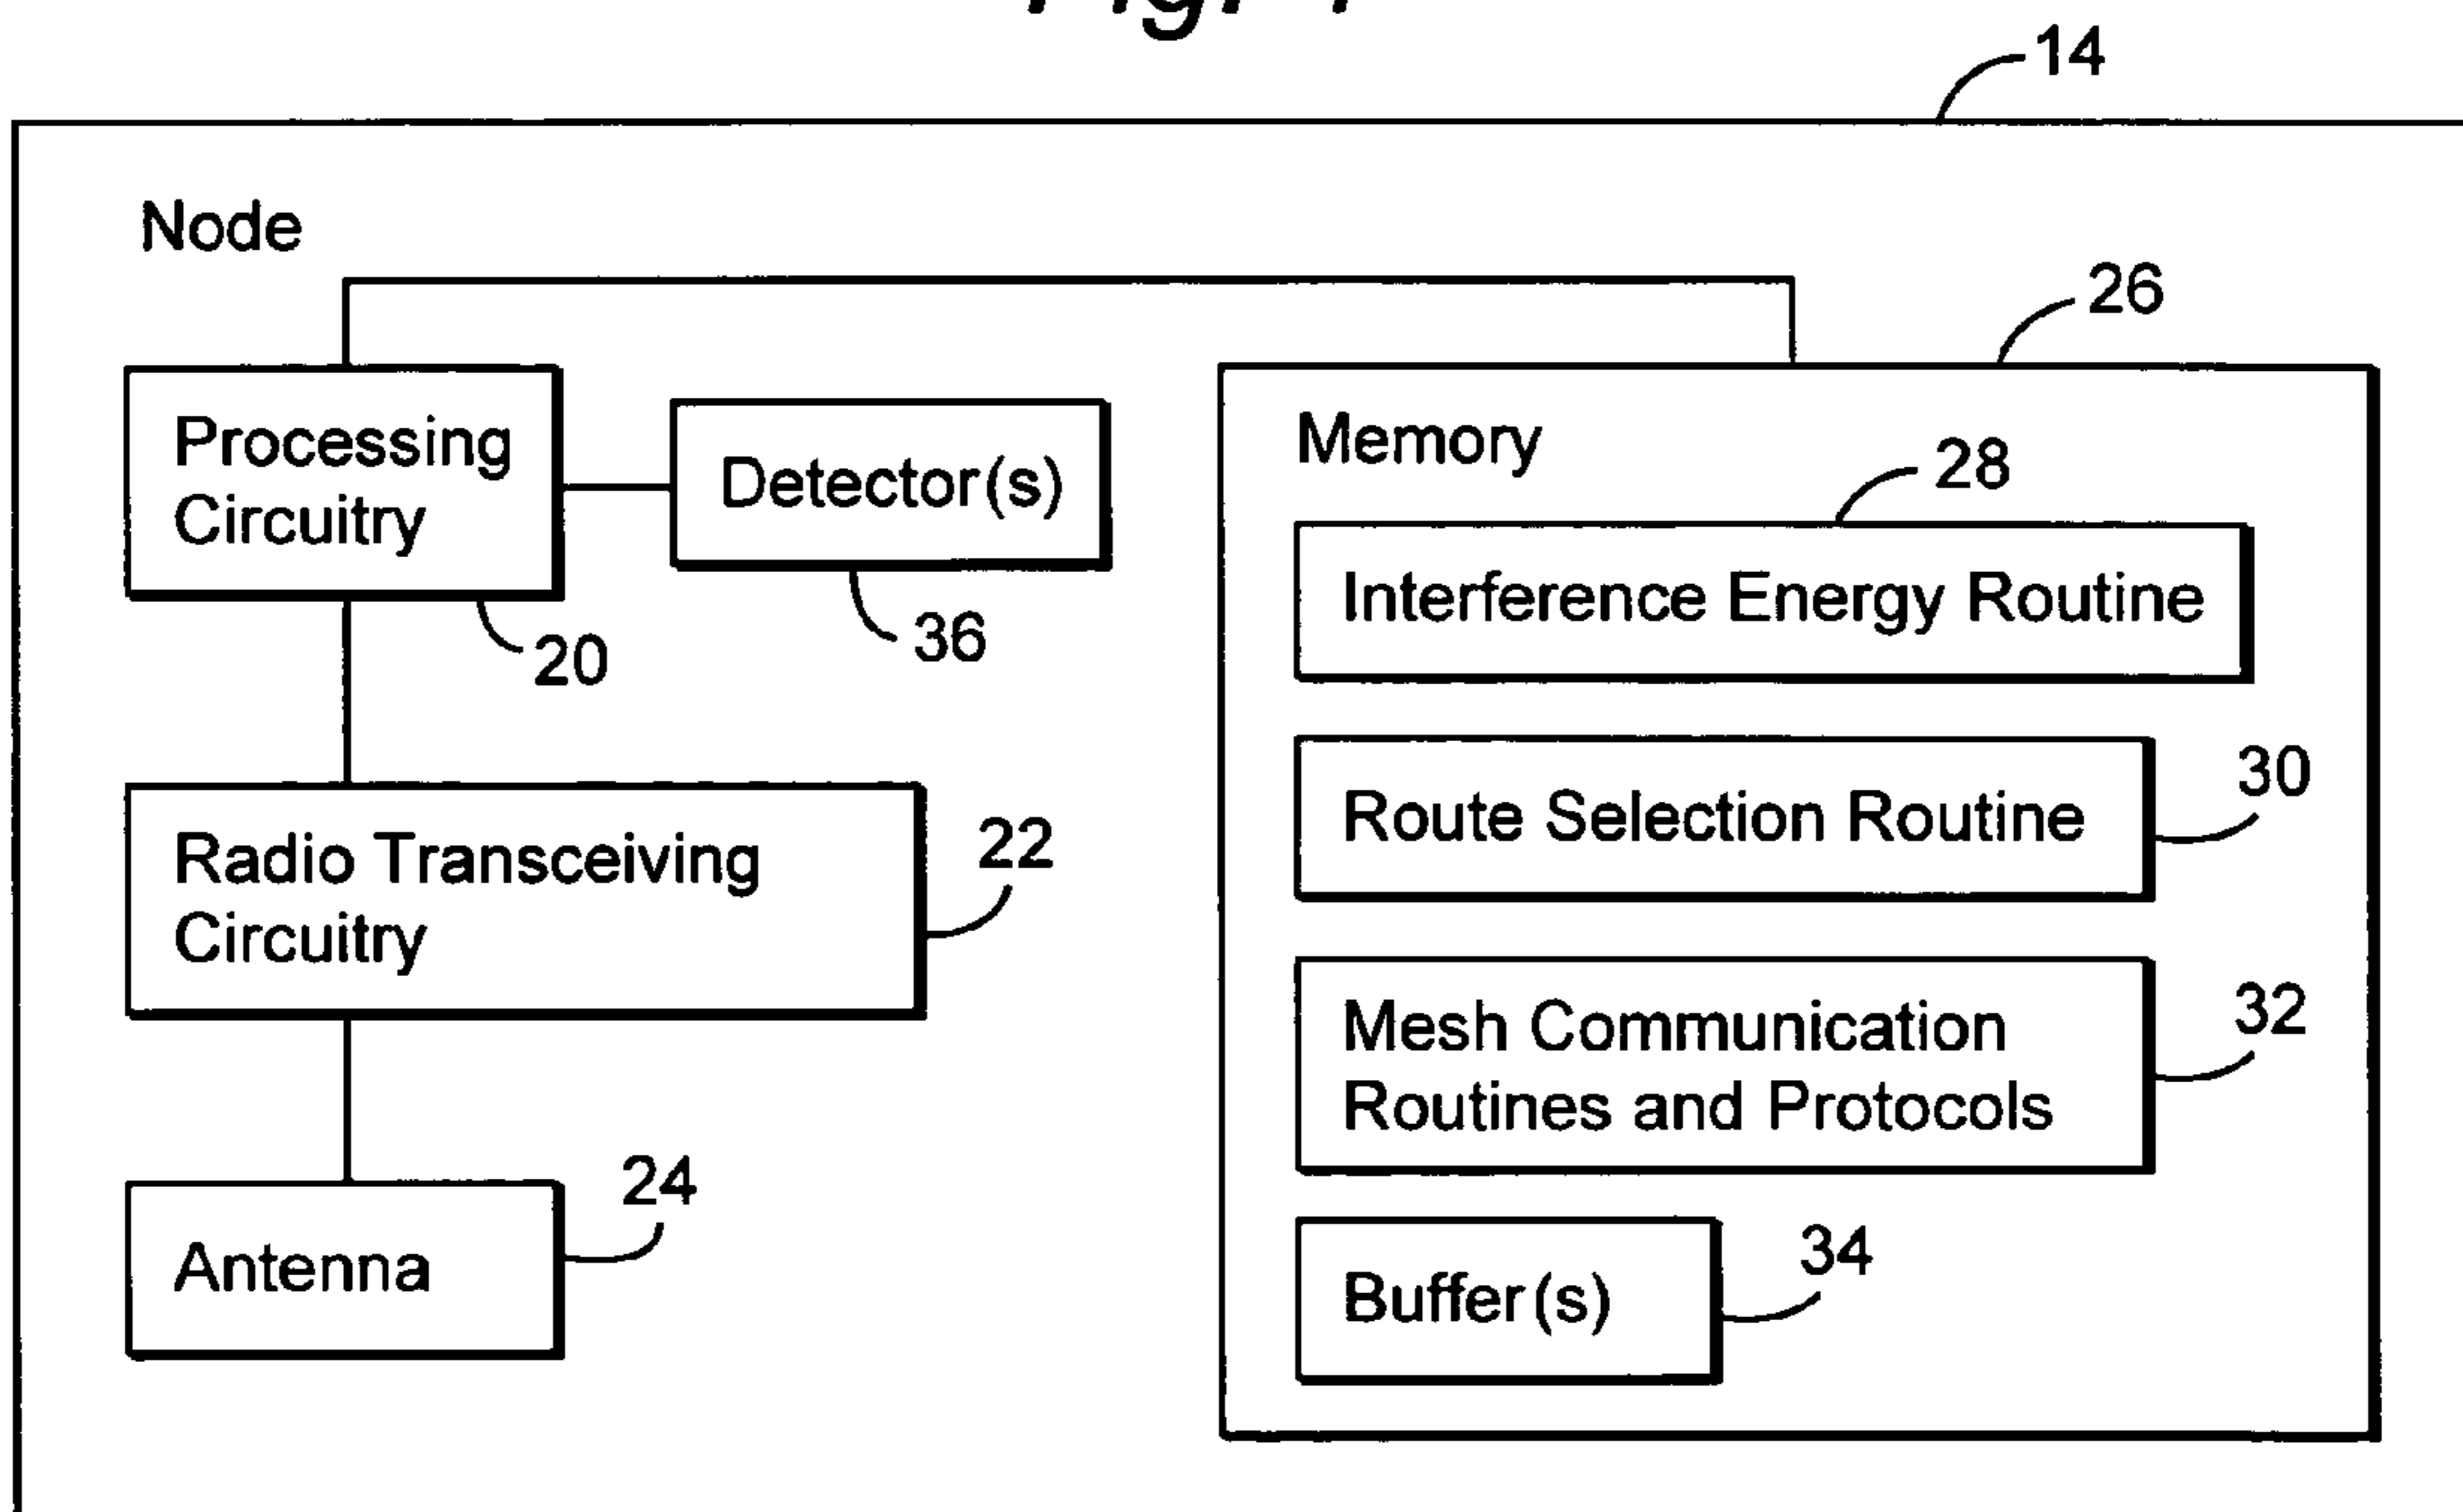 14
Node
26
Processing
Circuitry
Detector(s)
Memory
28
Interference Energy Routine
20
36
Route Selection Routine
30
Radio Transceiving
Circuitry
22
Mesh Communication
Routines and Protocols
32
Antenna
24
Buffer(s)
34